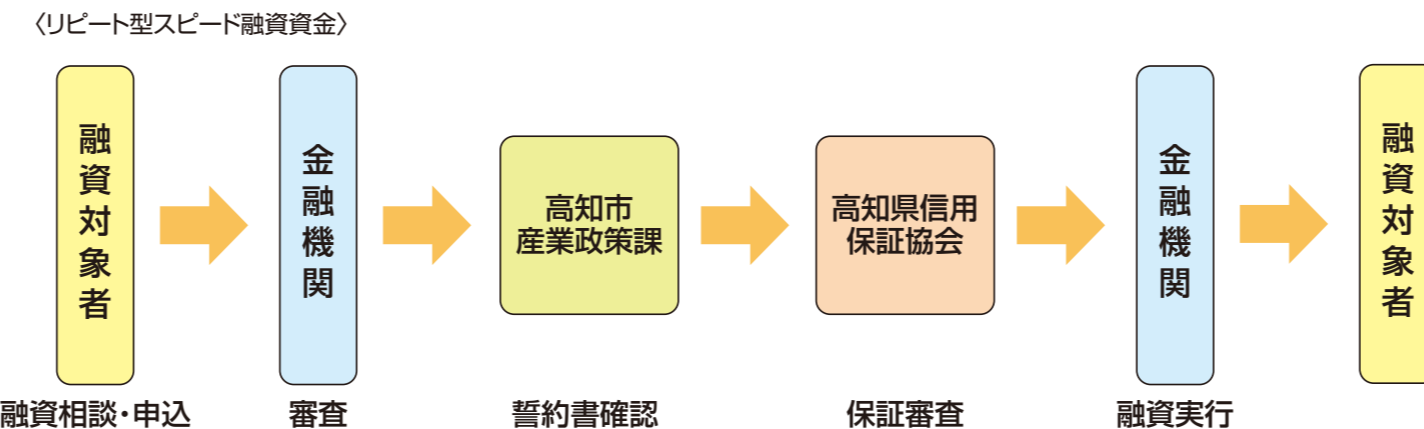 〈リピート型スピード融資資金〉
融資対象者
金融機関
高知市
産業政策課
高知県信用
保証協会
金融機関
融資対象者
融資相談・申込
審査
誓約書確認
保証審査
融資実行